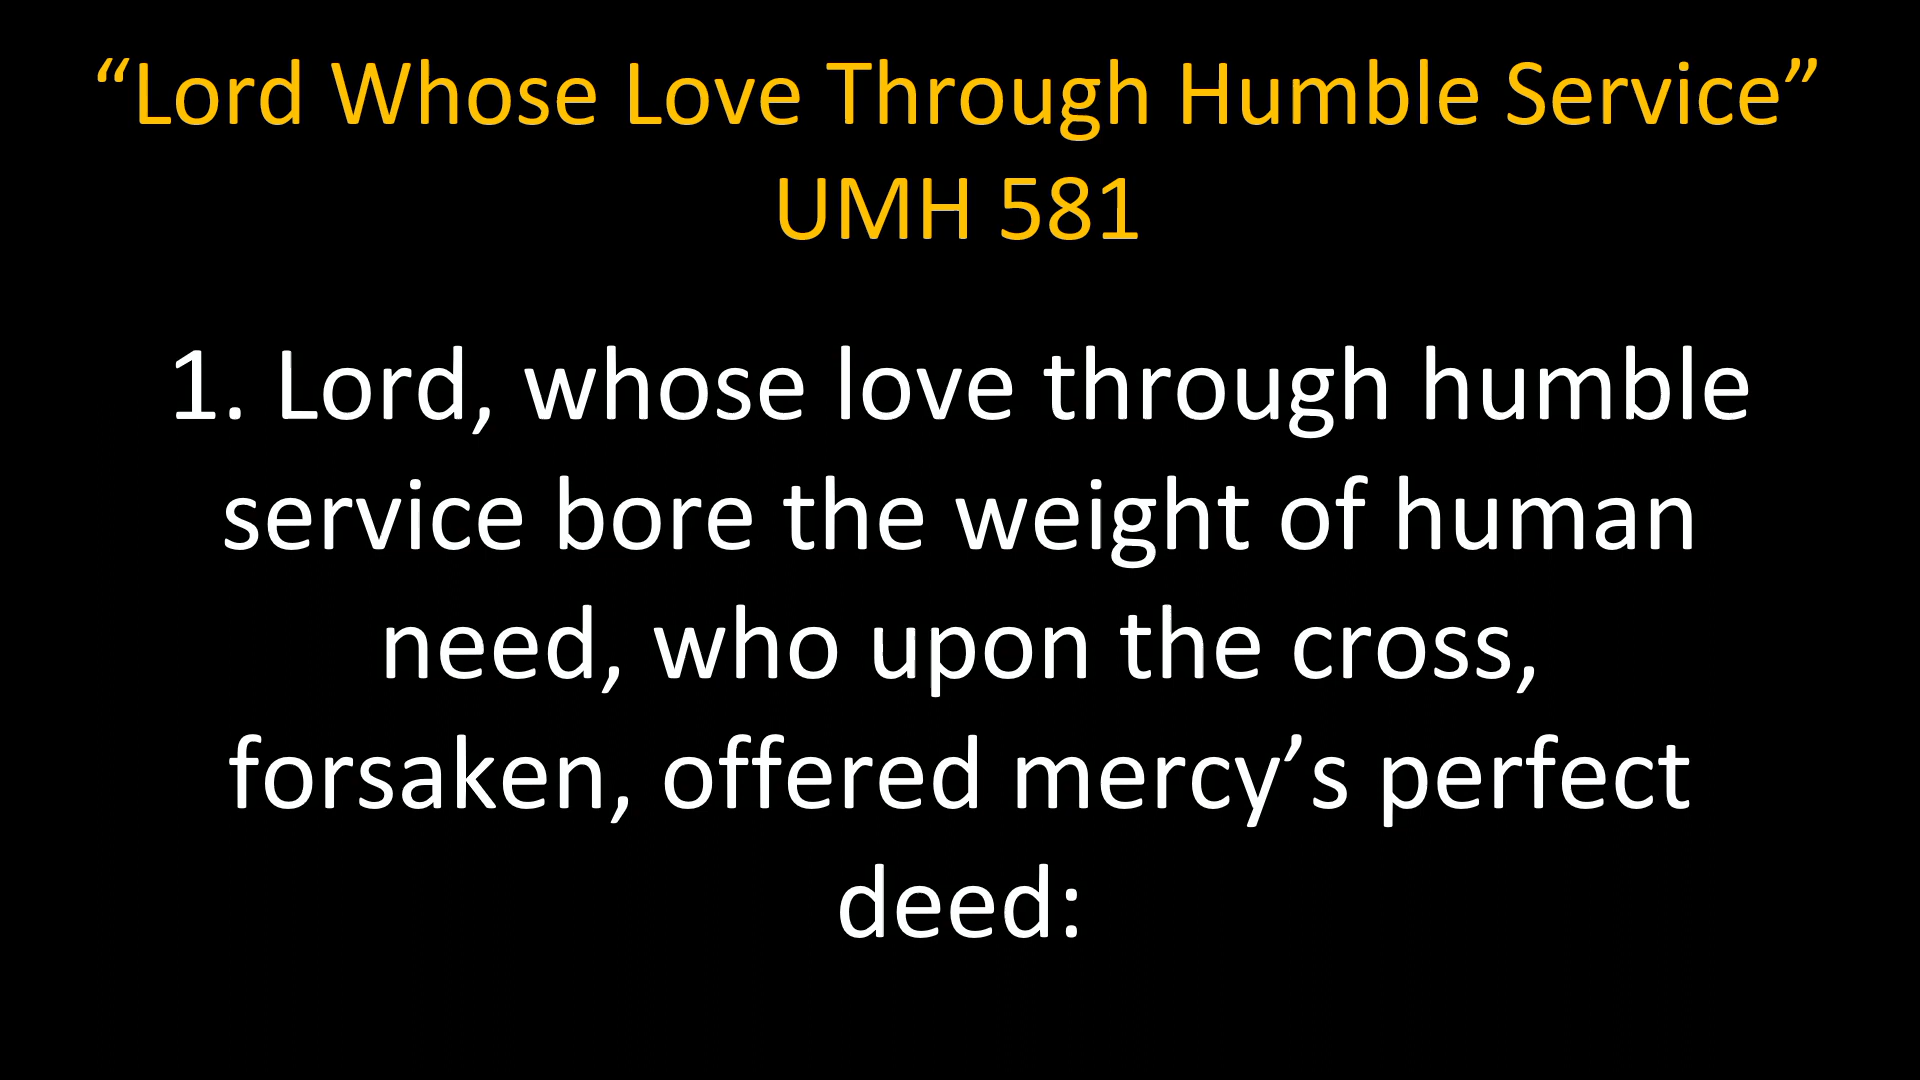 “Lord Whose Love Through Humble Service”
UMH 581
1. Lord, whose love through humble
service bore the weight of human
need, who upon the cross,
forsaken, offered mercy’s perfect
deed: